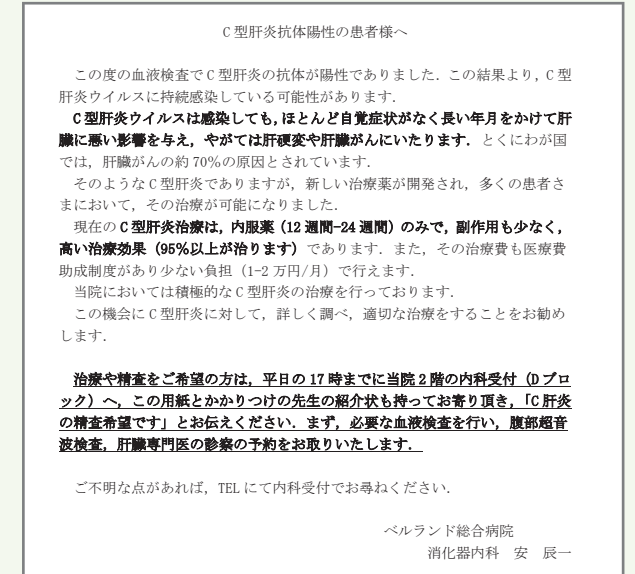 C型肝炎抗体陽性の患者様へ
この度の血液検査でC型肝炎の抗体が陽性でありました．この結果より，C型
肝炎ウイルスに持続感染している可能性があります．
C型肝炎ウイルスは感染しても，ほとんど自覚症状がなく長い年月をかけて肝
臓に悪い影響を与え，やがては肝硬変や肝臓がんにいたります．とくにわが国
では，肝臓がんの約70％の原因とされています．
そのようなC型肝炎でありますが，新しい治療薬が開発され，多くの患者さ
まにおいて，その治療が可能になりました．
現在のC型肝炎治療は，内服薬（12週間-24週間）のみで，副作用も少なく，
高い治療効果（95％以上が治ります）であります．また，その治療費も医療費
助成制度があり少ない負担（1-2万円/月）で行えます．
当院においては積極的なC型肝炎の治療を行っております．
この機会にC型肝炎に対して，詳しく調べ，適切な治療をすることをお勧め
します．
治療や精査をご希望の方は，平日の17時までに当院2階の内科受付（Dブロ
ック）へ，この用紙とかかりつけの先生の紹介状も持ってお寄り頂き，「C肝炎
の精査希望です」とお伝えください．まず，必要な血液検査を行い，腹部超音
波検査，肝臓専門医の診察の予約をお取りいたします．
ご不明な点があれば，TELにて内科受付でお尋ねください．
ベルランド総合病院
消化器内科　安　辰一